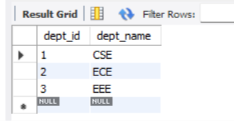 Result Grid Filter Rows:
dept_id dept_name
1 CSE
2 ECE
3 EEE
NULL NULL